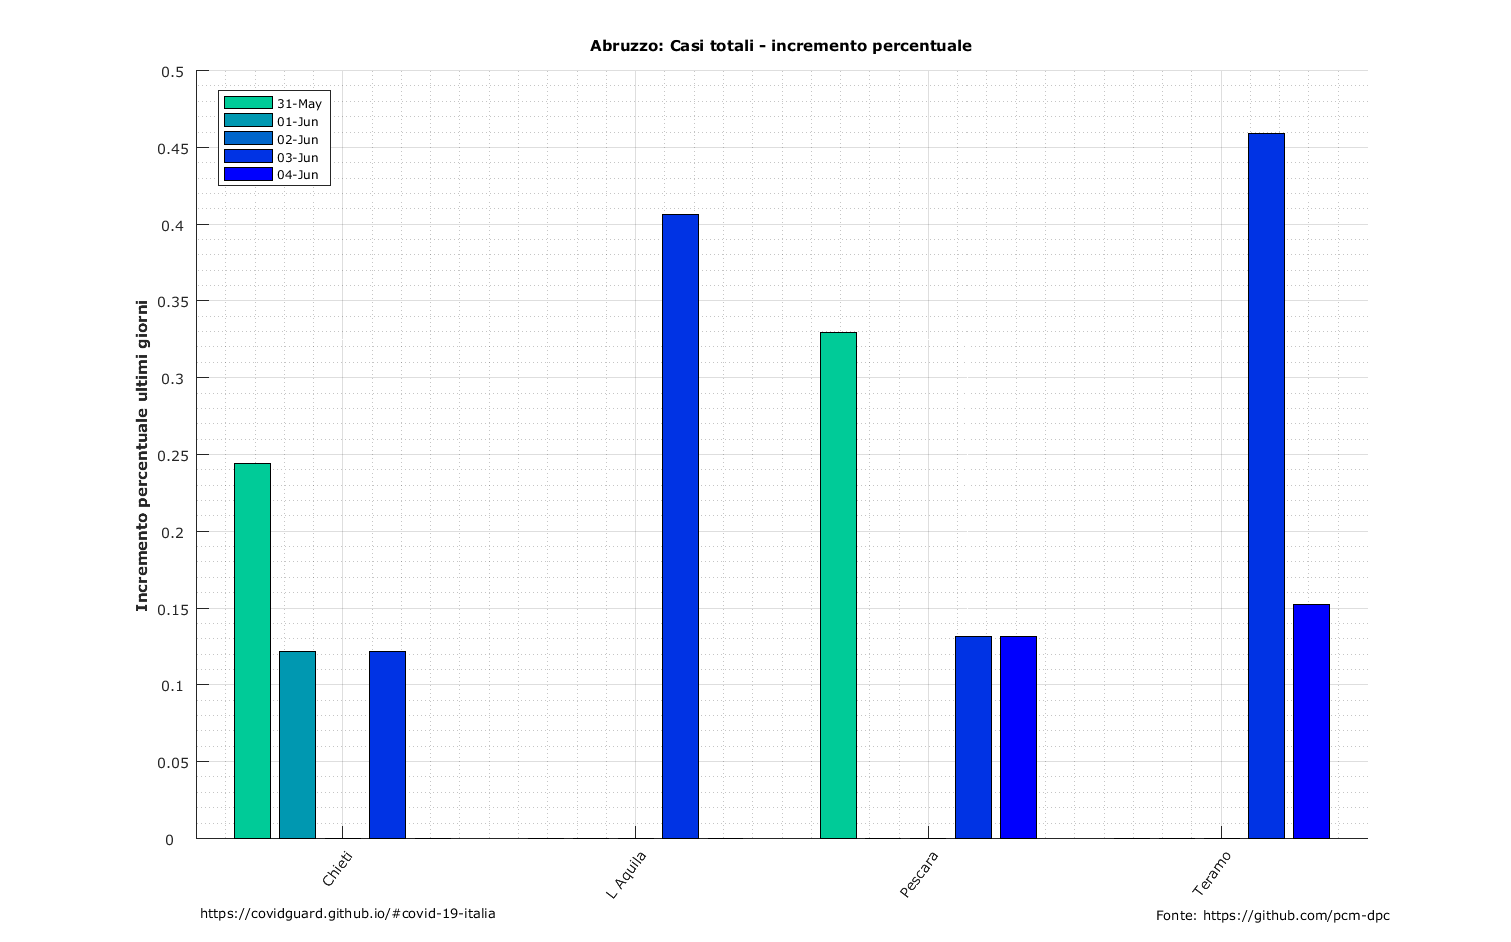 Abruzzo: Casi totali - incremento percentuale
Incremento percentuale ultimi giorni
0.5
0.45
0.4
0.35
0.3
0.25
0.2
0.15
0.1
0.05
0
31-May
01-Jun
02-Jun
03-Jun
04-Jun
Chieti
L Aquila
Pescara
Teramo
https://covidguard.github.io/#covid-19-italia
Fonte: https://github.com/pcm-dpc